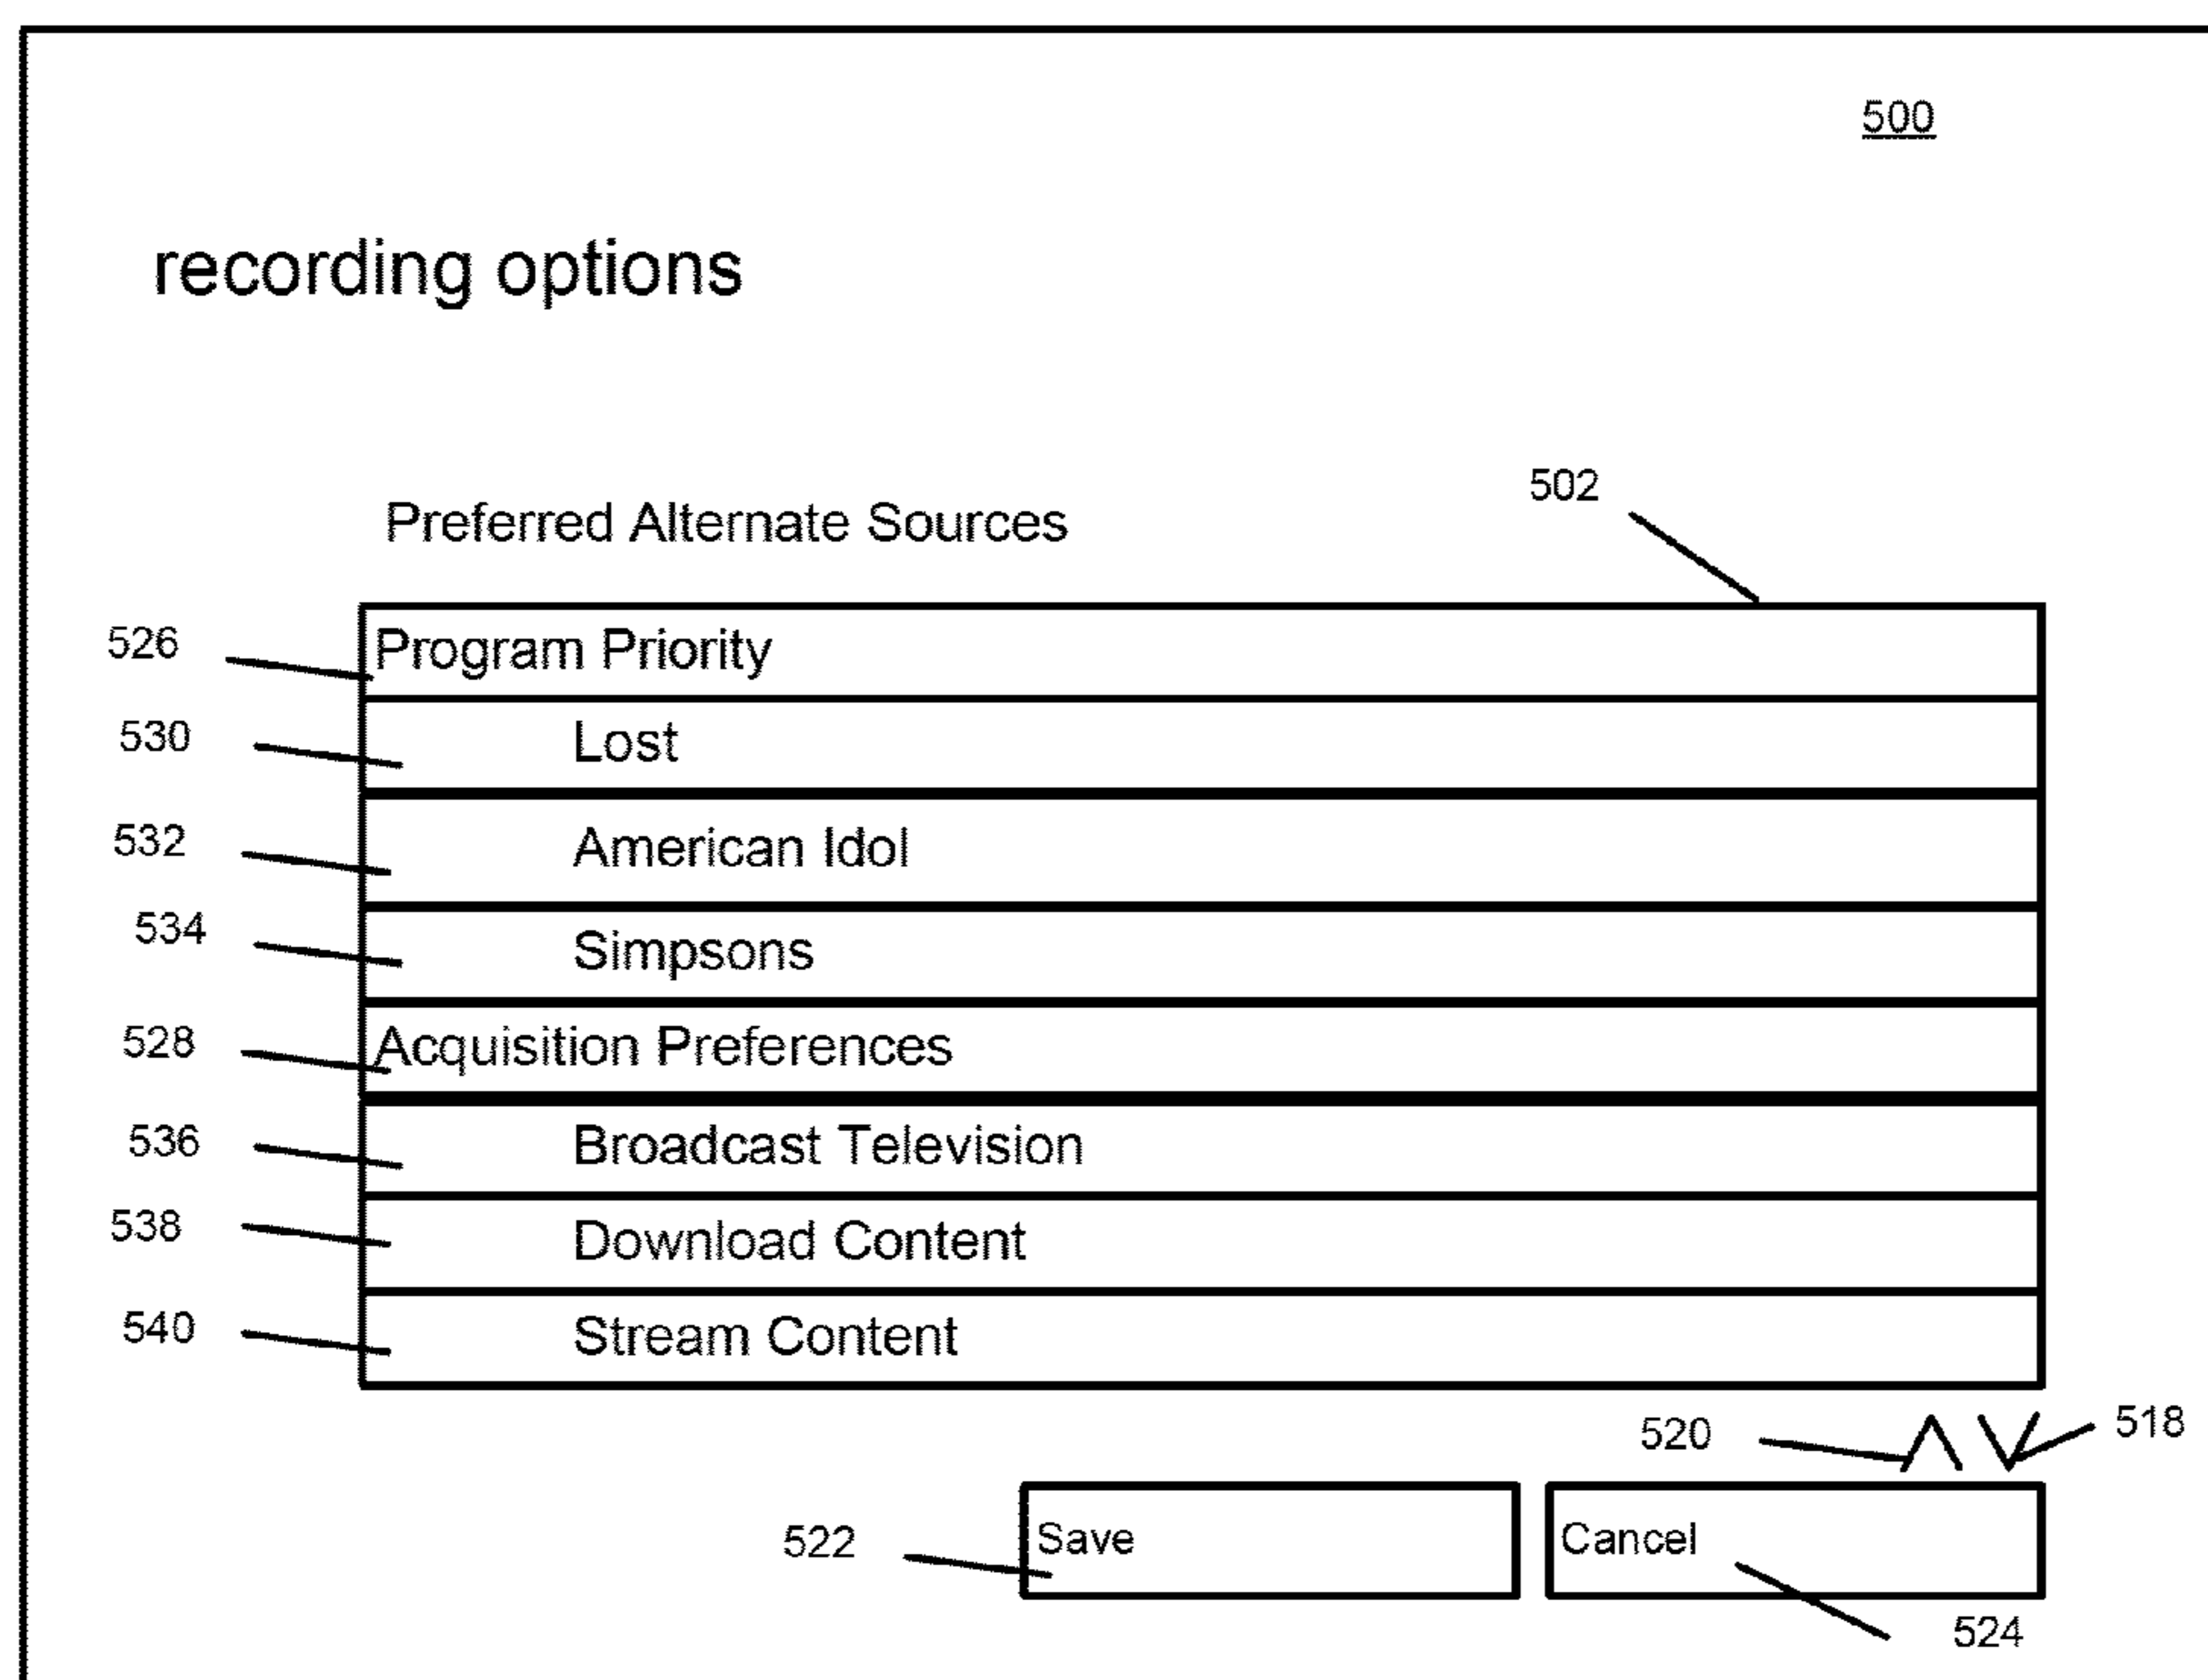 500
recording options
502
Preferred Alternate Sources
526 Program Priority
530 Lost
532 American Idol
534 Simpsons
528 Acquisition Preferences
536 Broadcast Television
538 Download Content
540 Stream Content
520 518
522 Save Cancel
524